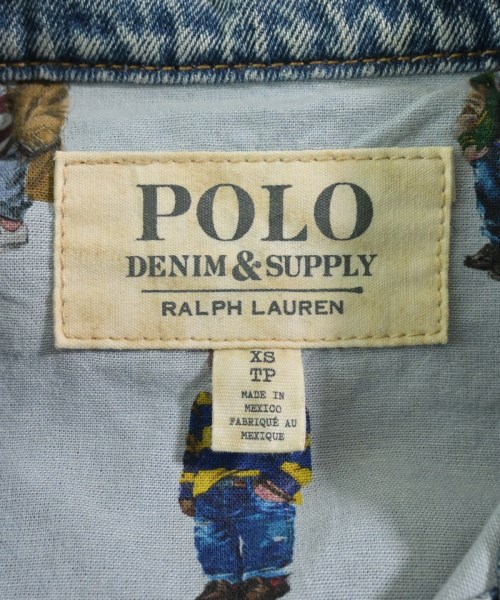 POLO
DENIM & SUPPLY
RALPH LAUREN
XS
TP
MADE IN
MEXICO
FABRIQUÉ AU
MEXIQUE